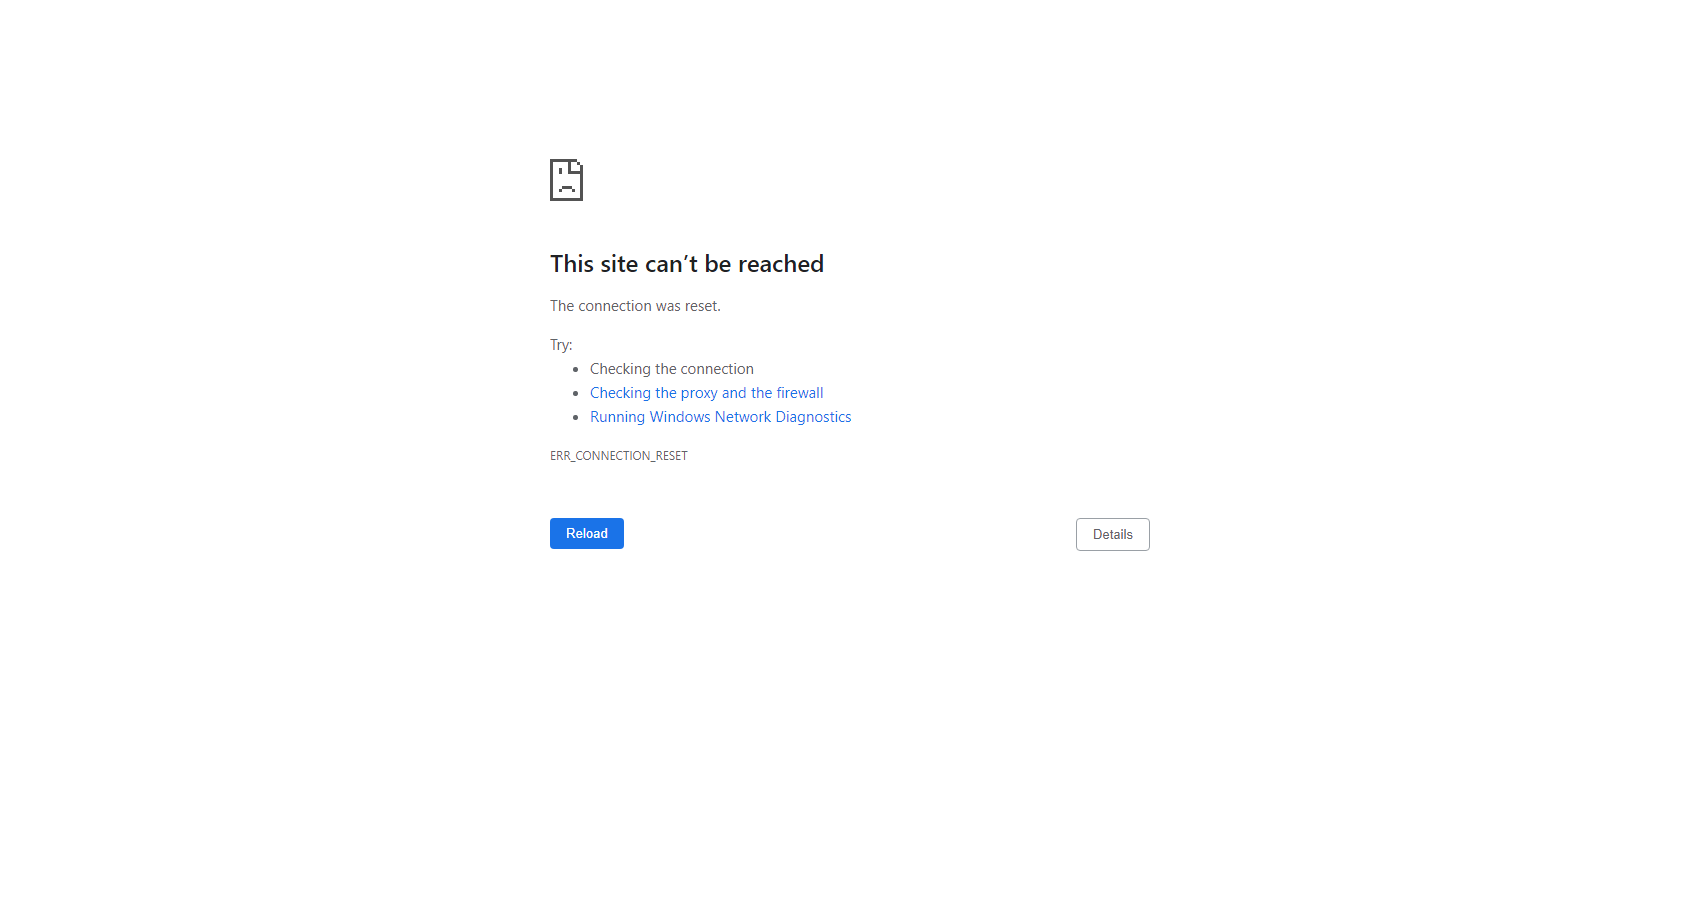 This site can’t be reached
The connection was reset.
Try:
Checking the connection
Checking the proxy and the firewall
Running Windows Network Diagnostics
ERR_CONNECTION_RESET
Reload
Details